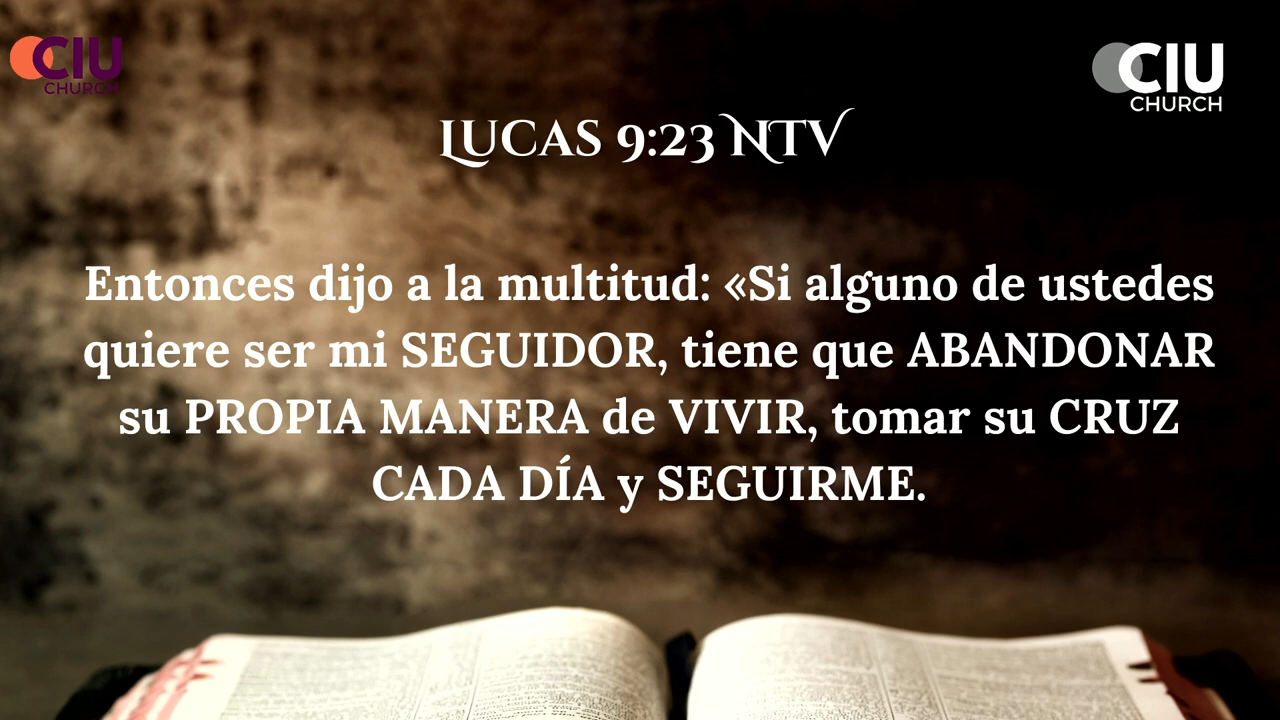 CIU
CHURCH
CIU
CHURCH
LUCAS 9:23 NTV
Entonces dijo a la multitud: «Si alguno de ustedes
quiere ser mi SEGUIDOR, tiene que ABANDONAR
su PROPIA MANERA de VIVIR, tomar su CRUZ
CADA DÍA y SEGUIRME.